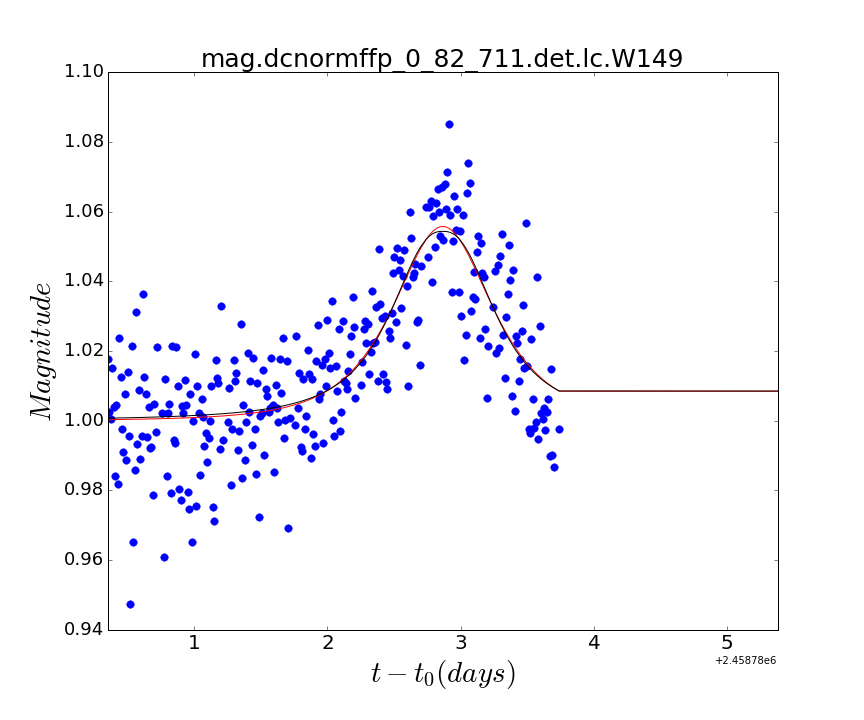 mag.dcnormffp_0_82_711.det.lc.W149
1.10
1.08
1.06
1.04
1.02
1.00
0.98
0.96
0.94
Magnitude
1 2 3 4 5
+2.45878e6
t − t₀(days)